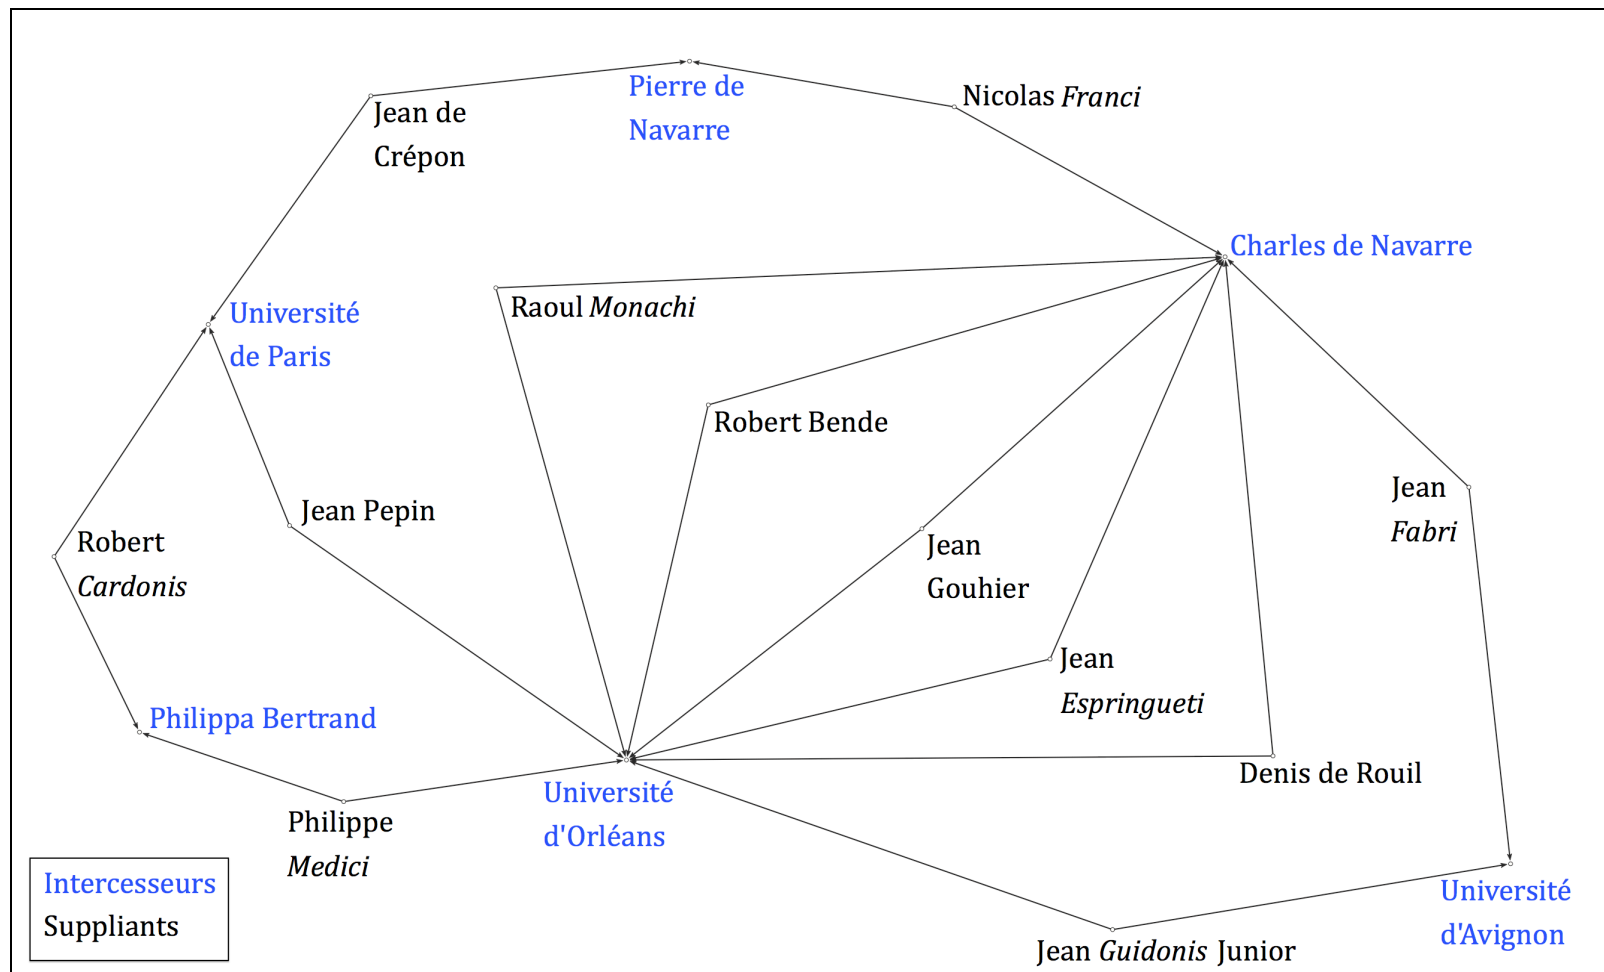 Pierre de
Navarre
Nicolas Franci
Jean de
Crépon
Charles de Navarre
Université
de Paris
Raoul Monachi
Robert Bende
Jean Pepin
Jean
Fabri
Robert
Cardonis
Jean
Gouhier
Jean
Espringueti
Philippa Bertrand
Denis de Rouil
Université
d'Orléans
Philippe
Medici
Université
d'Avignon
Jean Guidonis Junior
Intercesseurs
Suppliants